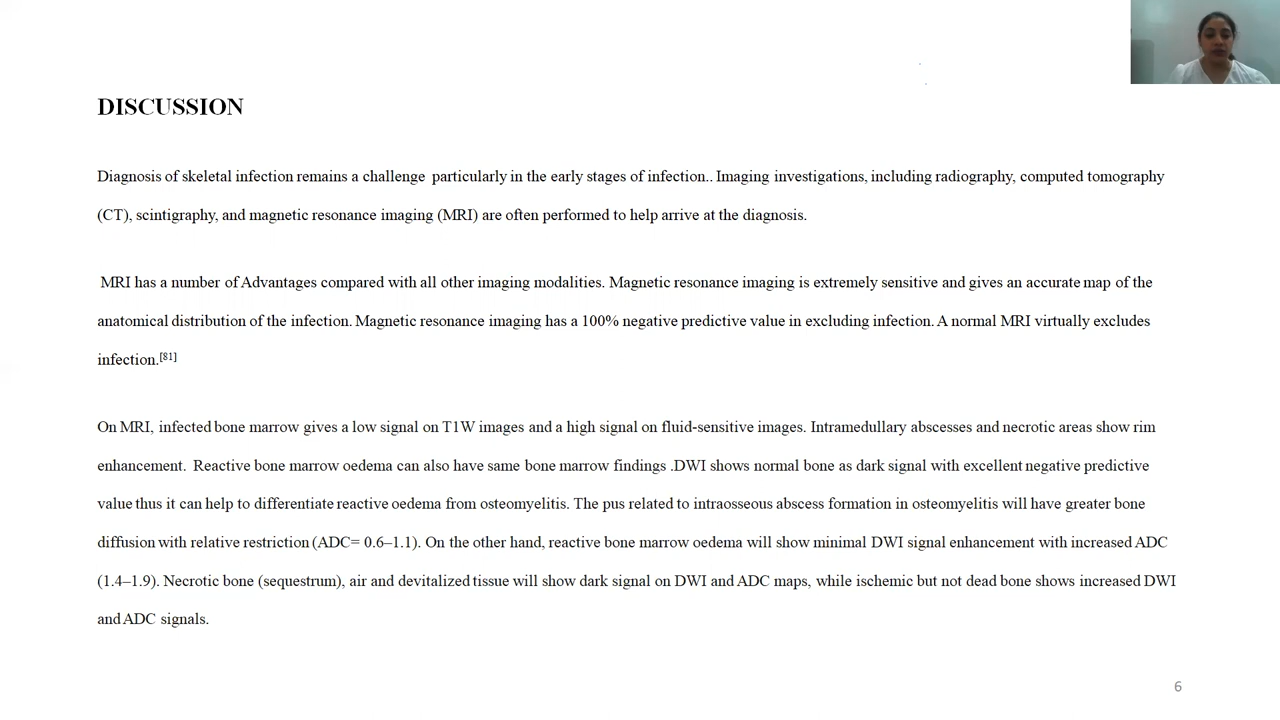 DISCUSSION
Diagnosis of skeletal infection remains a challenge particularly in the early stages of infection.. Imaging investigations, including radiography, computed tomography
(CT), scintigraphy, and magnetic resonance imaging (MRI) are often performed to help arrive at the diagnosis.
MRI has a number of Advantages compared with all other imaging modalities. Magnetic resonance imaging is extremely sensitive and gives an accurate map of the
anatomical distribution of the infection. Magnetic resonance imaging has a 100% negative predictive value in excluding infection. A normal MRI virtually excludes
infection.[81]
On MRI, infected bone marrow gives a low signal on T1W images and a high signal on fluid-sensitive images. Intramedullary abscesses and necrotic areas show rim
enhancement. Reactive bone marrow oedema can also have same bone marrow findings .DWI shows normal bone as dark signal with excellent negative predictive
value thus it can help to differentiate reactive oedema from osteomyelitis. The pus related to intraosseous abscess formation in osteomyelitis will have greater bone
diffusion with relative restriction (ADC= 0.6–1.1). On the other hand, reactive bone marrow oedema will show minimal DWI signal enhancement with increased ADC
(1.4–1.9). Necrotic bone (sequestrum), air and devitalized tissue will show dark signal on DWI and ADC maps, while ischemic but not dead bone shows increased DWI
and ADC signals.
6